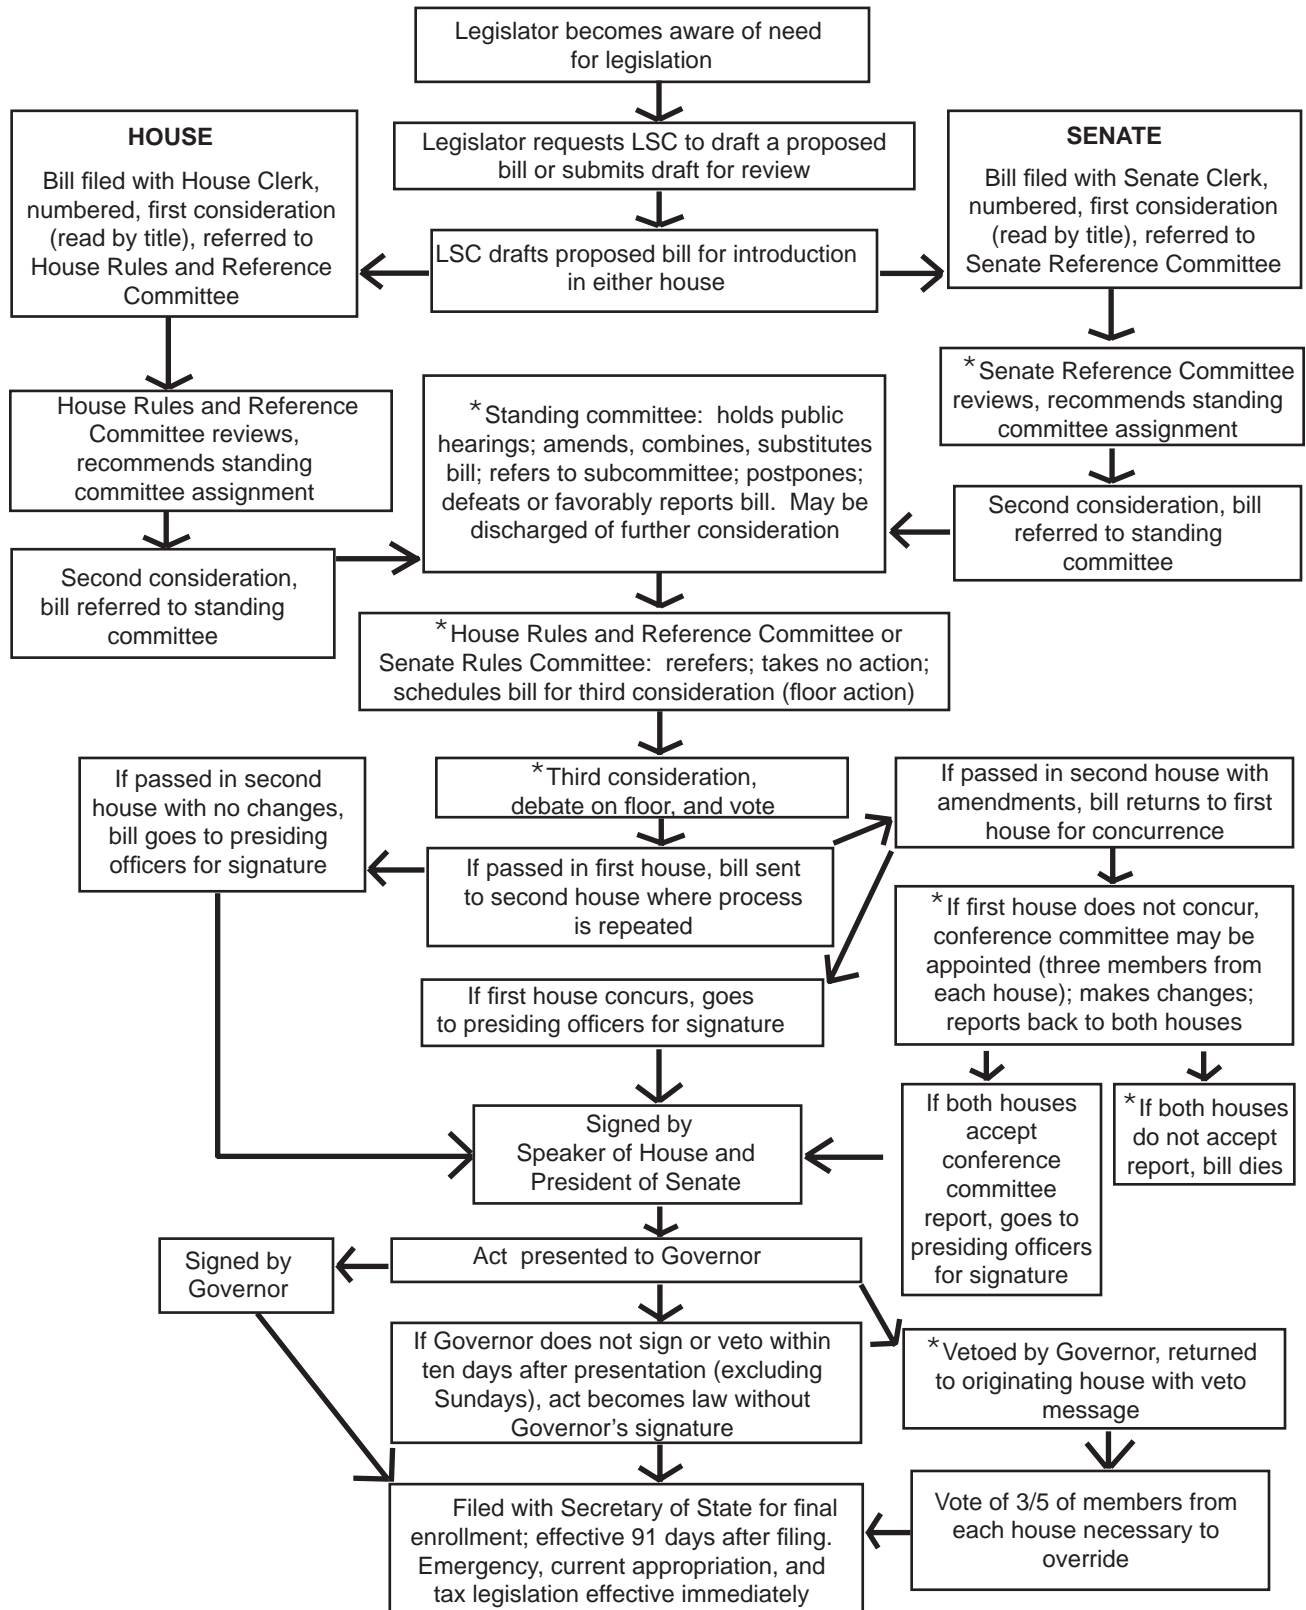 Legislator becomes aware of need
for legislation
HOUSE
Bill filed with House Clerk,
numbered, first consideration
(read by title), referred to
House Rules and Reference
Committee
Legislator requests LSC to draft a proposed
bill or submits draft for review
SENATE
Bill filed with Senate Clerk,
numbered, first consideration
(read by title), referred to
Senate Reference Committee
LSC drafts proposed bill for introduction
in either house
House Rules and Reference
Committee reviews,
recommends standing
committee assignment
*Standing committee: holds public
hearings; amends, combines, substitutes
bill; refers to subcommittee; postpones;
defeats or favorably reports bill. May be
discharged of further consideration
*Senate Reference Committee
reviews, recommends standing
committee assignment
Second consideration, bill
referred to standing
committee
Second consideration,
bill referred to standing
committee
*House Rules and Reference Committee or
Senate Rules Committee: rerefers; takes no action;
schedules bill for third consideration (floor action)
If passed in second
house with no changes,
bill goes to presiding
officers for signature
*Third consideration,
debate on floor, and vote
If passed in second house with
amendments, bill returns to first
house for concurrence
If passed in first house, bill sent
to second house where process
is repeated
*If first house does not concur,
conference committee may be
appointed (three members from
each house); makes changes;
reports back to both houses
If first house concurs, goes
to presiding officers for signature
Signed by
Speaker of House and
President of Senate
If both houses
accept
conference
committee
report, goes to
presiding officers
for signature
*If both houses
do not accept
report, bill dies
Signed by
Governor
Act presented to Governor
If Governor does not sign or veto within
ten days after presentation (excluding
Sundays), act becomes law without
Governor's signature
*Vetoed by Governor, returned
to originating house with veto
message
Filed with Secretary of State for final
enrollment; effective 91 days after filing.
Emergency, current appropriation, and
tax legislation effective immediately
Vote of 3/5 of members from
each house necessary to
override